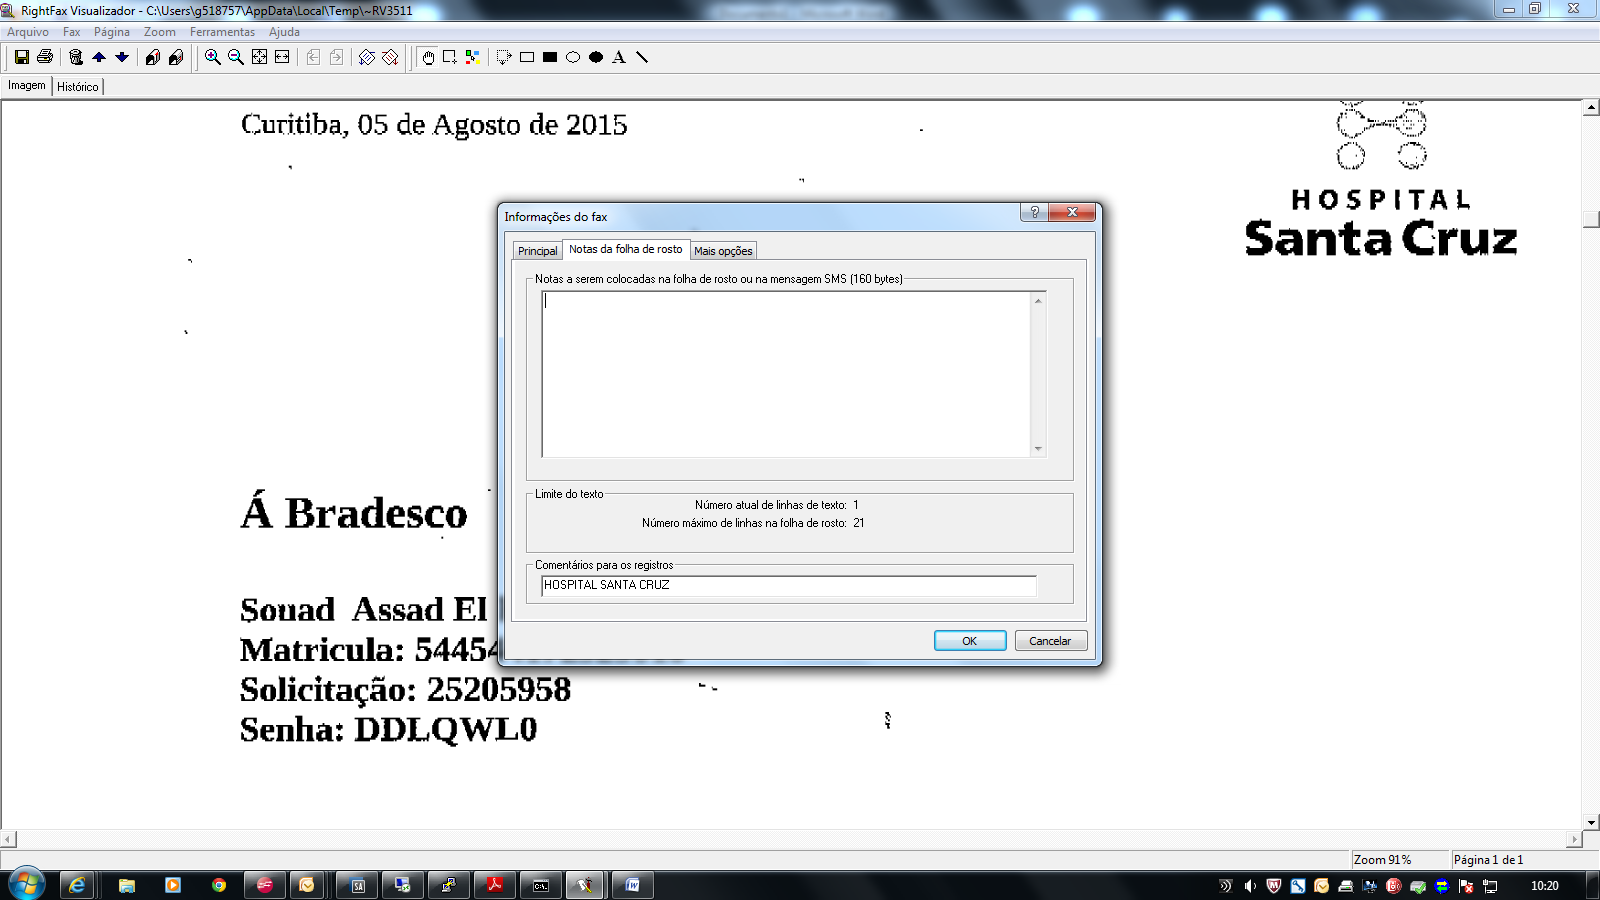 RightFax Visualizador - C:\Users\g518757\AppData\Local\Temp\~RV3511
Arquivo Fax Página Zoom Ferramentas Ajuda
Imagem Histórico
Curitiba, 05 de Agosto de 2015
HOSPITAL
Santa Cruz
Informações do fax
Principal Notas da folha de rosto Mais opções
Notas a serem colocadas na folha de rosto ou na mensagem SMS (160 bytes)
Limite do texto
Número atual de linhas de texto: 1
Número máximo de linhas na folha de rosto: 21
Comentários para os registros
HOSPITAL SANTA CRUZ
OK Cancelar
Á Bradesco
Souad Assad El
Matricula: 5445
Solicitação: 25205958
Senha: DDLQWL0
Zoom 91% Página 1 de 1
10:20